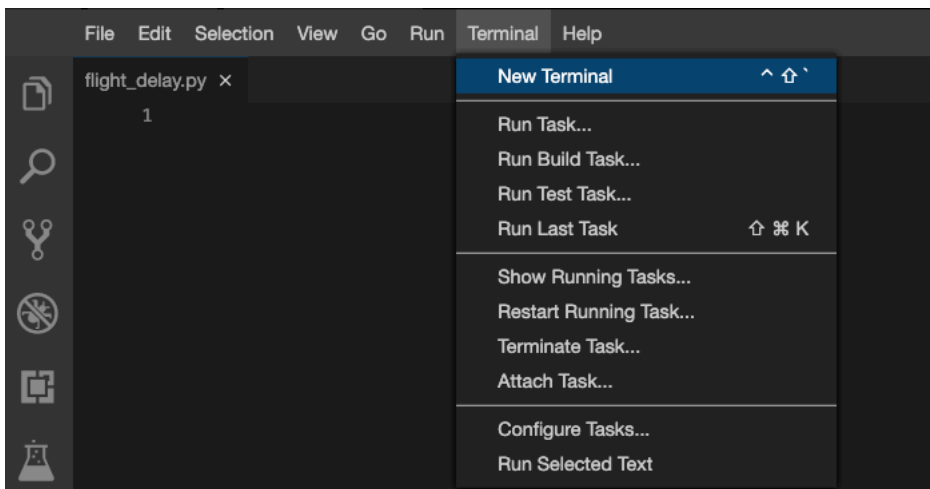 File Edit Selection View Go Run Terminal Help
flight_delay.py ×
1
New Terminal ^ ⇧ `
Run Task...
Run Build Task...
Run Test Task...
Run Last Task ⇧ ⌘ K
Show Running Tasks...
Restart Running Task...
Terminate Task...
Attach Task...
Configure Tasks...
Run Selected Text